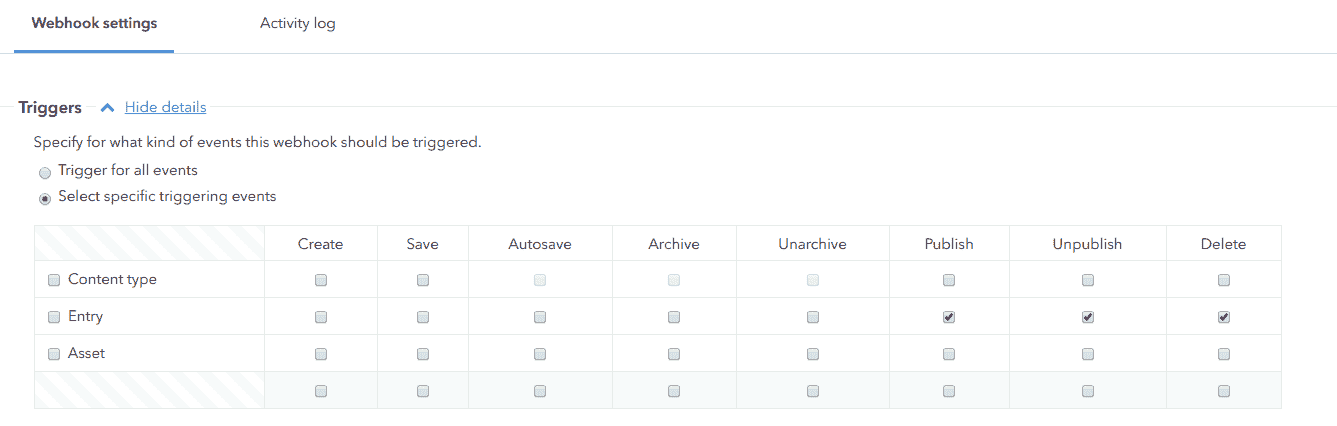 Webhook settings Activity log
Triggers Hide details
Specify for what kind of events this webhook should be triggered.
Trigger for all events
Select specific triggering events
Create Save Autosave Archive Unarchive Publish Unpublish Delete
Content type
Entry
Asset